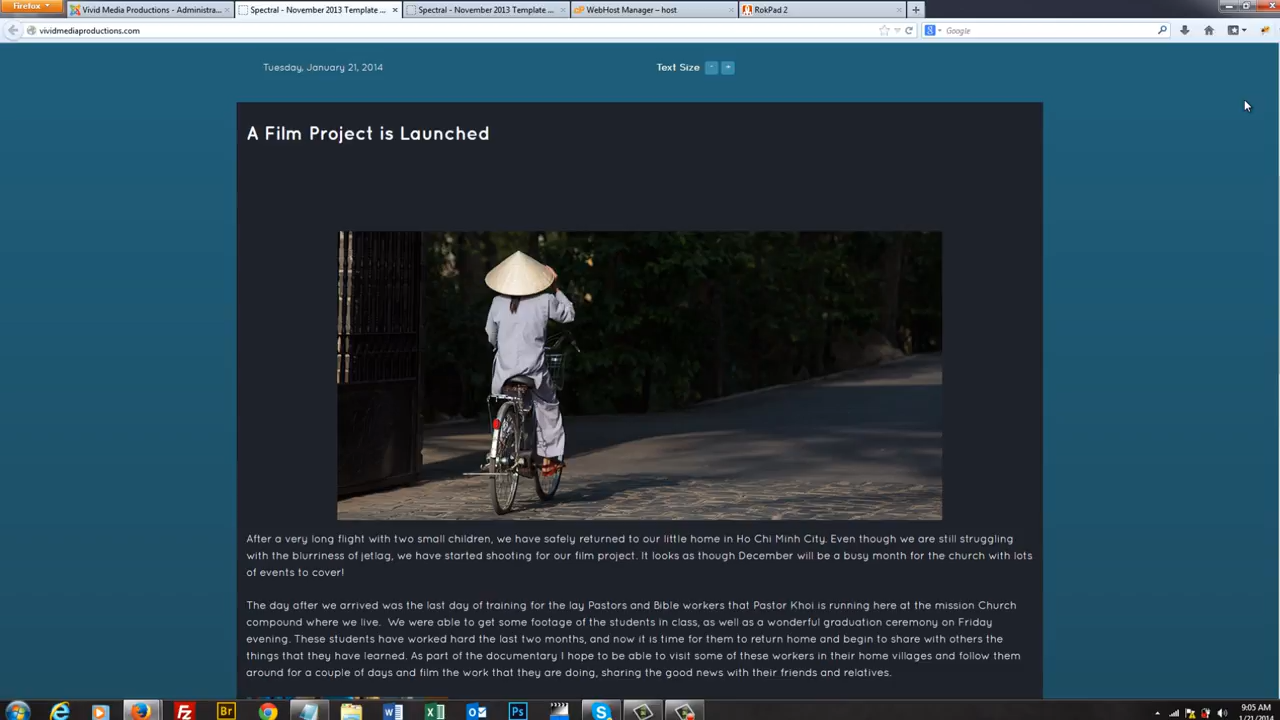 Firefox
Vivid Media Productions - Administra...
Spectral - November 2013 Template ...
Spectral - November 2013 Template ...
WebHost Manager – host
RokPad 2
vividmediaproductions.com
Google
Tuesday, January 21, 2014
Text Size
A Film Project is Launched
After a very long flight with two small children, we have safely returned to our little home in Ho Chi Minh City. Even though we are still struggling
with the blurriness of jetlag, we have started shooting for our film project. It looks as though December will be a busy month for the church with lots
of events to cover!
The day after we arrived was the last day of training for the lay Pastors and Bible workers that Pastor Khoi is running here at the mission Church
compound where we live. We were able to get some footage of the students in class, as well as a wonderful graduation ceremony on Friday
evening. These students have worked hard the last two months, and now it is time for them to return home and begin to share with others the
things that they have learned. As part of the documentary I hope to be able to visit some of these workers in their home villages and follow them
around for a couple of days and film the work that they are doing, sharing the good news with their friends and relatives.
9:05 AM
1/21/2014